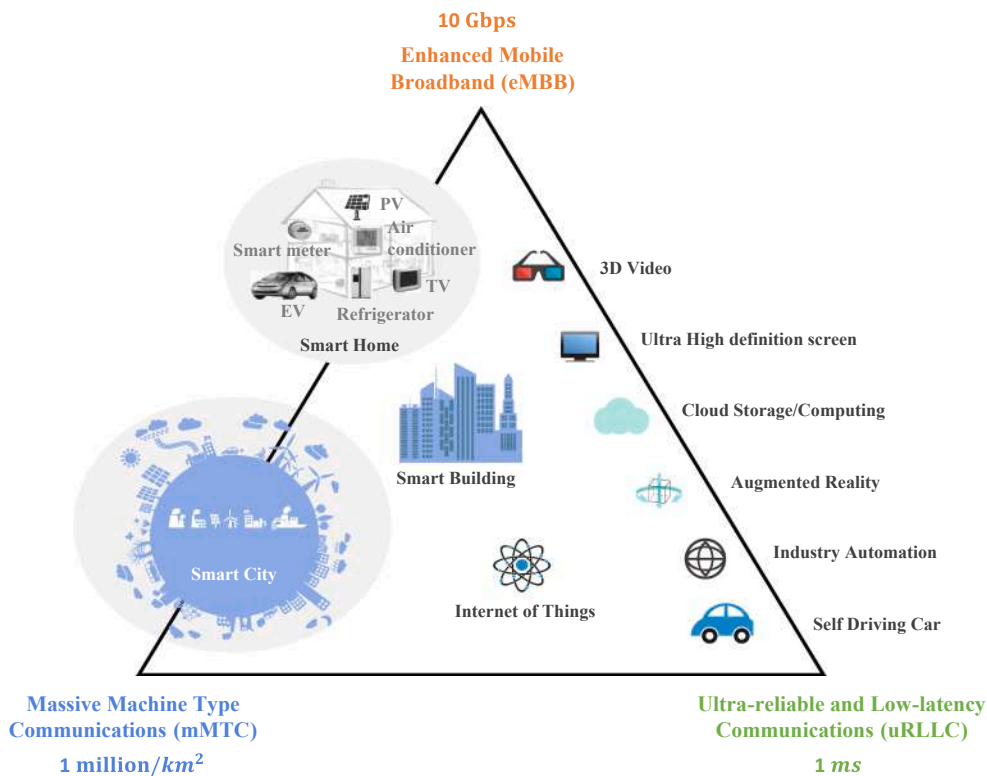 10 Gbps
Enhanced Mobile
Broadband (eMBB)
PV
Air
conditioner
Smart meter
TV
EV
Refrigerator
Smart Home
3D Video
Ultra High definition screen
Cloud Storage/Computing
Smart Building
Augmented Reality
Industry Automation
Smart City
Internet of Things
Self Driving Car
Massive Machine Type
Communications (mMTC)
1 million/km²
Ultra-reliable and Low-latency
Communications (uRLLC)
1 ms